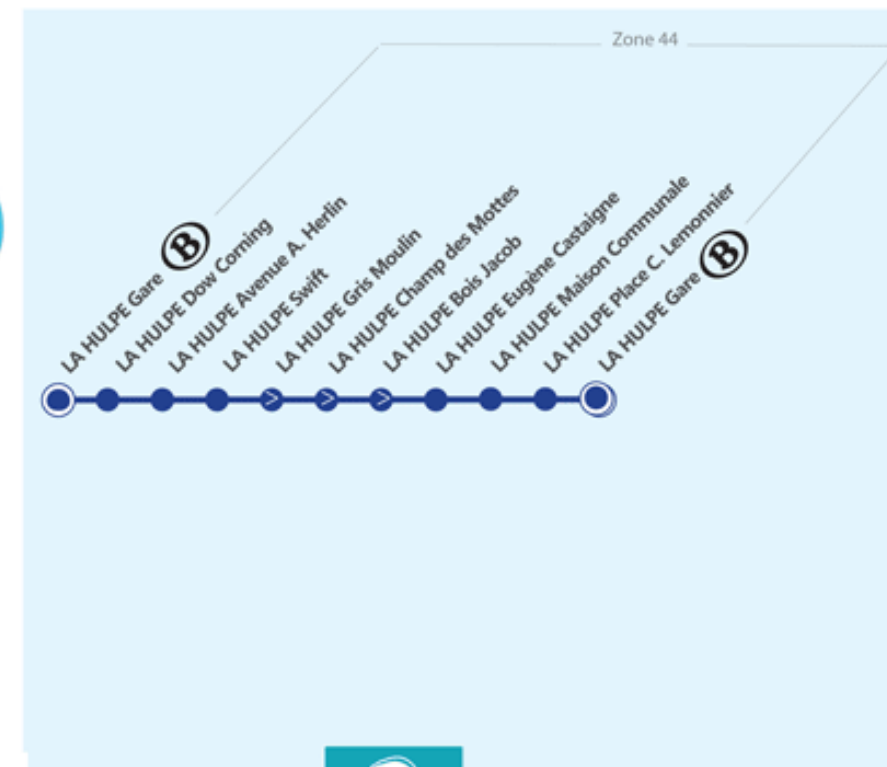 Zone 44
LA HULPE Gare B
LA HULPE Dow Corning
LA HULPE Avenue A. Herlin
LA HULPE Swift
LA HULPE Gris Moulin
LA HULPE Champ des Mottes
LA HULPE Bois Jacob
LA HULPE Eugène Castaigne
LA HULPE Maison Communale
LA HULPE Place C. Lemonnier
LA HULPE Gare B